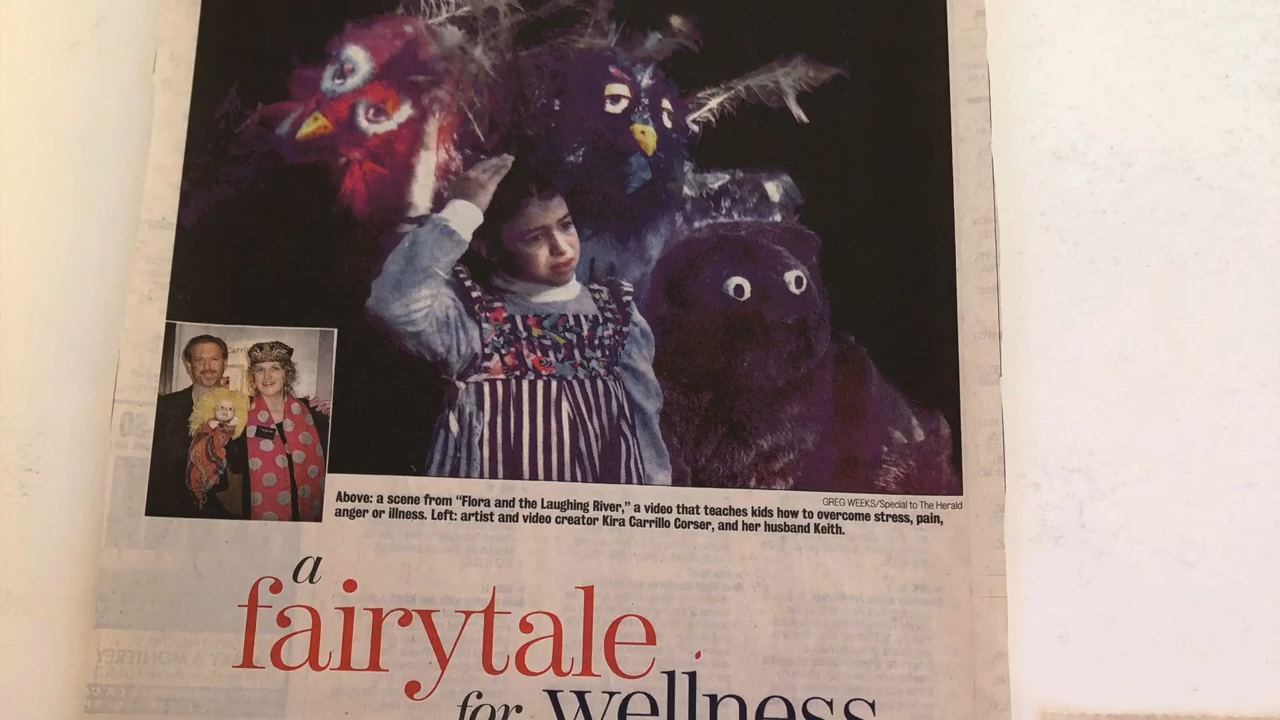 GREG WEEKS/Special to The Herald
Above: a scene from “Flora and the Laughing River,” a video that teaches kids how to overcome stress, pain,
anger or illness. Left: artist and video creator Kira Carrillo Corser, and her husband Keith.
a
fairytale
for wellness